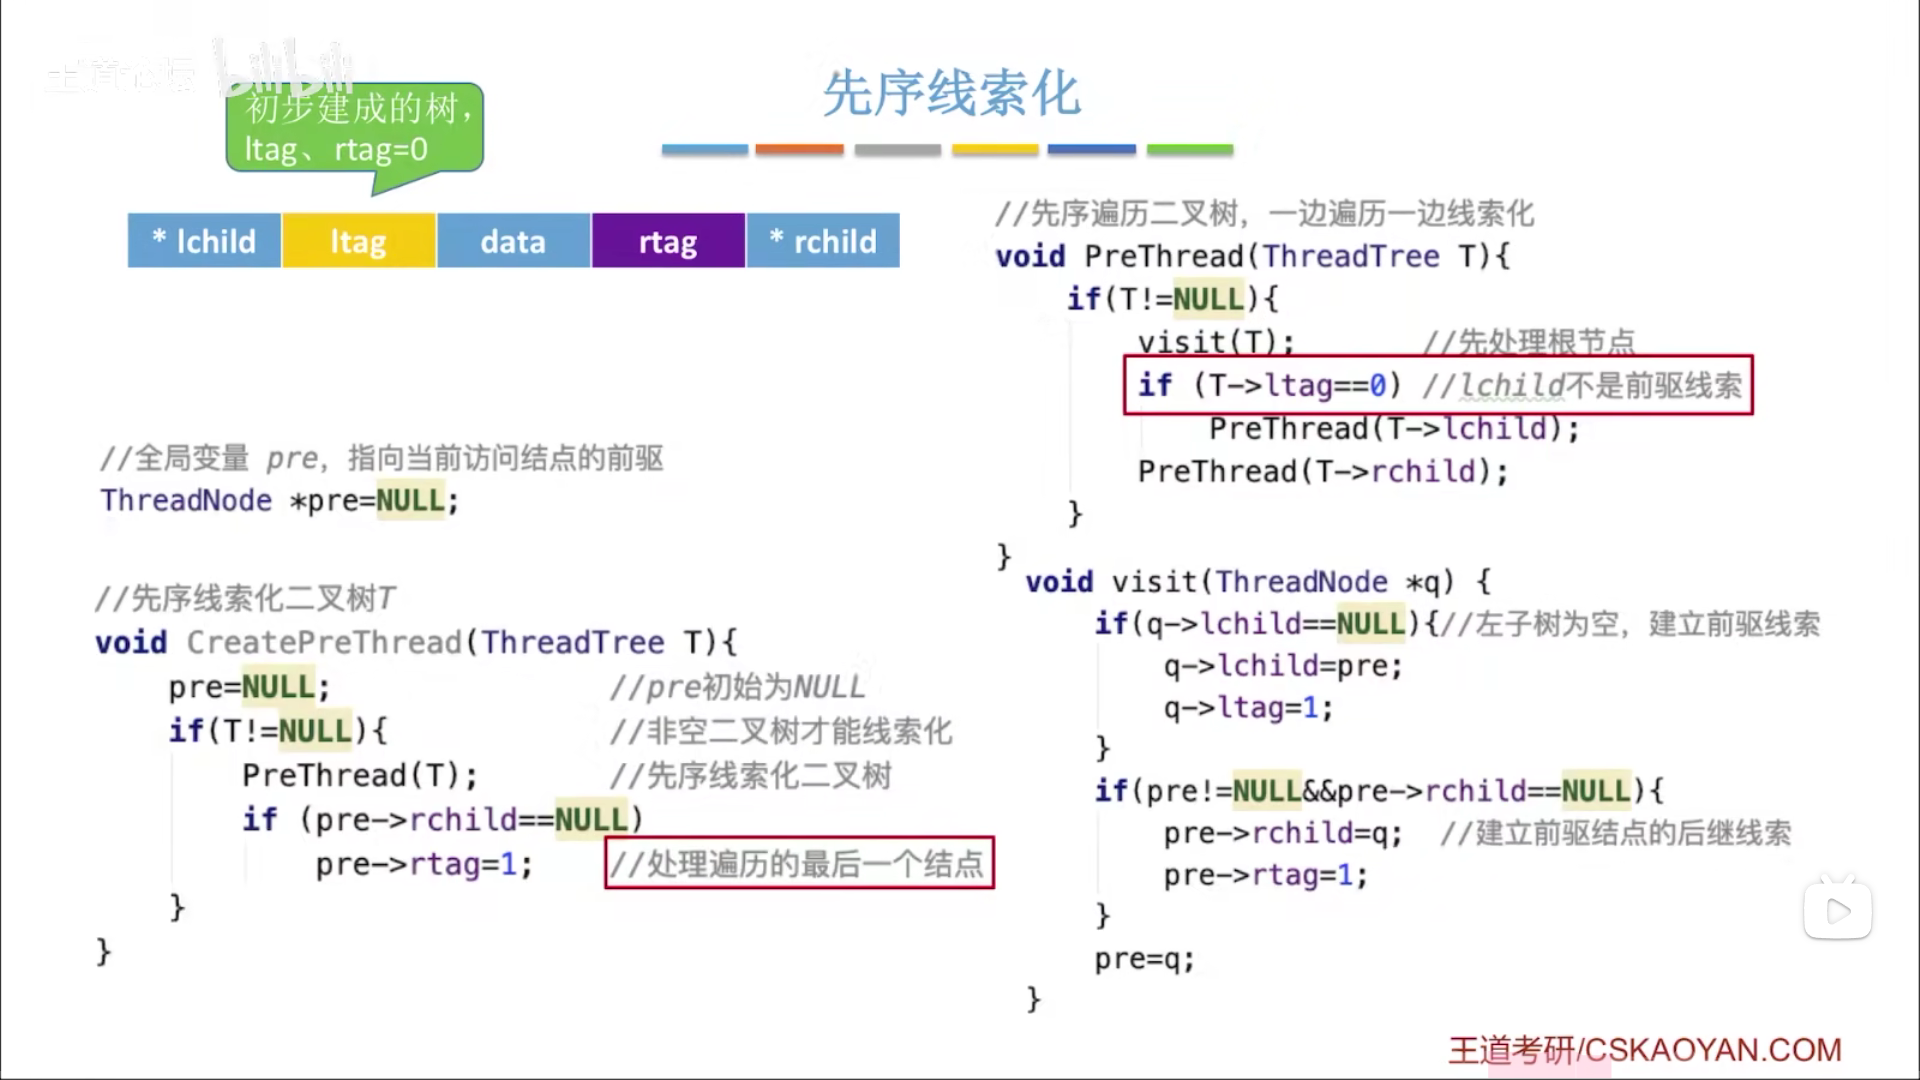 王道论坛 bilibili
先序线索化
初步建成的树，
ltag、rtag=0
* lchild ltag data rtag * rchild
//全局变量 pre，指向当前访问结点的前驱
ThreadNode *pre=NULL;
//先序线索化二叉树T
void CreatePreThread(ThreadTree T){
pre=NULL; //pre初始为NULL
if(T!=NULL){ //非空二叉树才能线索化
PreThread(T); //先序线索化二叉树
if (pre->rchild==NULL)
pre->rtag=1; //处理遍历的最后一个结点
}
}
//先序遍历二叉树，一边遍历一边线索化
void PreThread(ThreadTree T){
if(T!=NULL){
visit(T); //先处理根节点
if (T->ltag==0) //lchild不是前驱线索
PreThread(T->lchild);
PreThread(T->rchild);
}
}
void visit(ThreadNode *q) {
if(q->lchild==NULL){//左子树为空，建立前驱线索
q->lchild=pre;
q->ltag=1;
}
if(pre!=NULL&&pre->rchild==NULL){
pre->rchild=q; //建立前驱结点的后继线索
pre->rtag=1;
}
pre=q;
}
王道考研/CSKAOYAN.COM